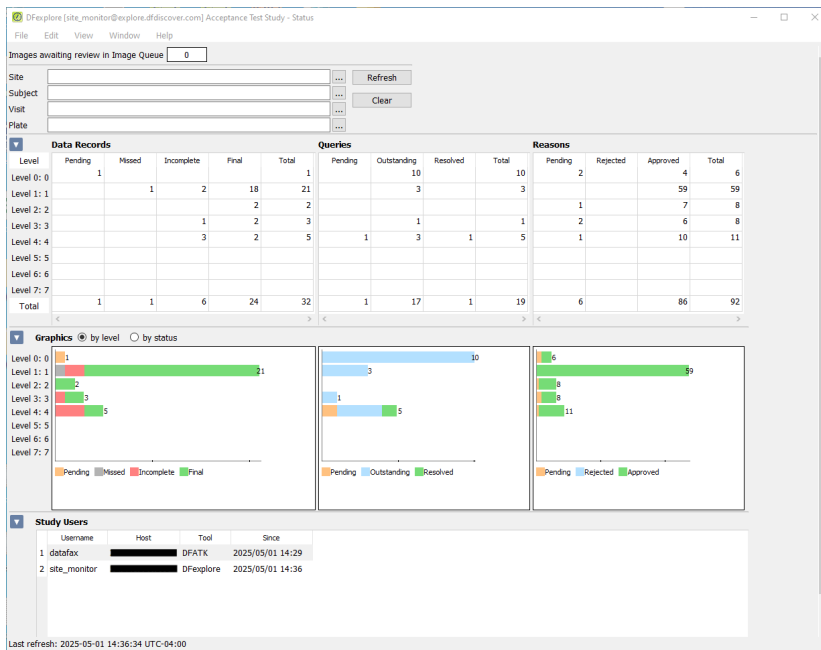 DFexplore [site_monitor@explore.dfdiscover.com] Acceptance Test Study - Status
File Edit View Window Help
Images awaiting review in Image Queue 0
Site ... Refresh
Subject ...
Clear
Visit ...
Plate ...
Data Records Queries Reasons
Level Pending Missed Incomplete Final Total Pending Outstanding Resolved Total Pending Rejected Approved Total
Level 0: 0 1 1 10 10 2 4 6
Level 1: 1 1 2 18 21 3 3 59 59
Level 2: 2 2 2 1 7 8
Level 3: 3 1 2 3 1 1 2 6 8
Level 4: 4 3 2 5 1 3 1 5 1 10 11
Level 5: 5
Level 6: 6
Level 7: 7
Total 1 1 6 24 32 1 17 1 19 6 86 92
Graphics by level by status
Level 0: 0 1 10 6
Level 1: 1 21 3 59
Level 2: 2 2 8
Level 3: 3 3 1 8
Level 4: 4 5 5 11
Level 5: 5
Level 6: 6
Level 7: 7
Pending Missed Incomplete Final Pending Outstanding Resolved Pending Rejected Approved
Study Users
Username Host Tool Since
1 datafax DFATK 2025/05/01 14:29
2 site_monitor DFexplore 2025/05/01 14:36
Last refresh: 2025-05-01 14:36:34 UTC-04:00